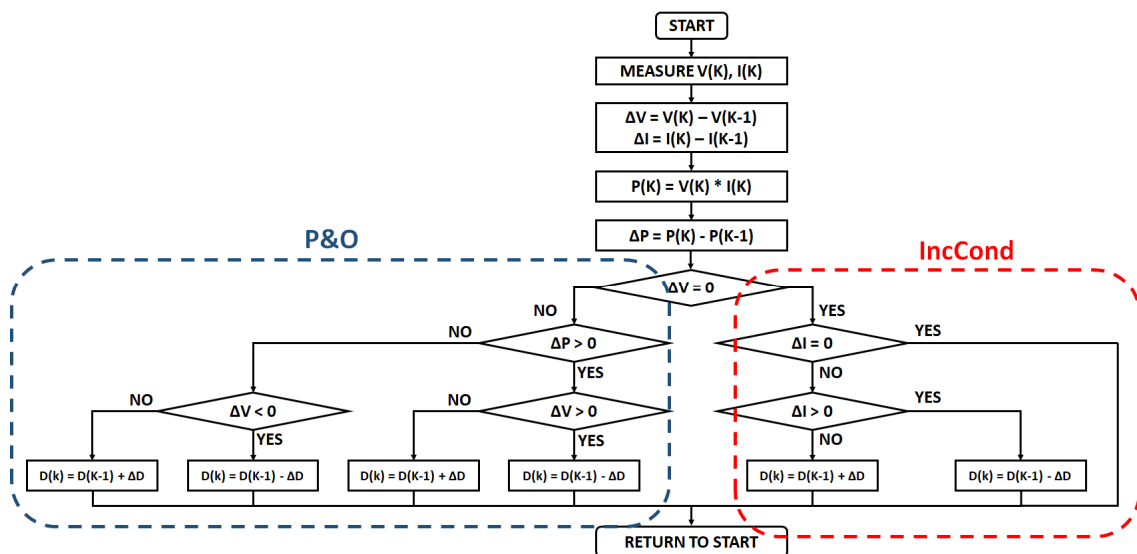 START
MEASURE V(K), I(K)
ΔV = V(K) – V(K-1)
ΔI = I(K) – I(K-1)
P(K) = V(K) * I(K)
ΔP = P(K) - P(K-1)
P&O
IncCond
ΔV = 0
NO
YES
NO
ΔP > 0
ΔI = 0
YES
YES
NO
NO
ΔV < 0
NO
ΔV > 0
ΔI > 0
YES
YES
YES
NO
D(k) = D(K-1) + ΔD
D(k) = D(K-1) - ΔD
D(k) = D(K-1) + ΔD
D(k) = D(K-1) - ΔD
D(k) = D(K-1) + ΔD
D(k) = D(K-1) - ΔD
RETURN TO START